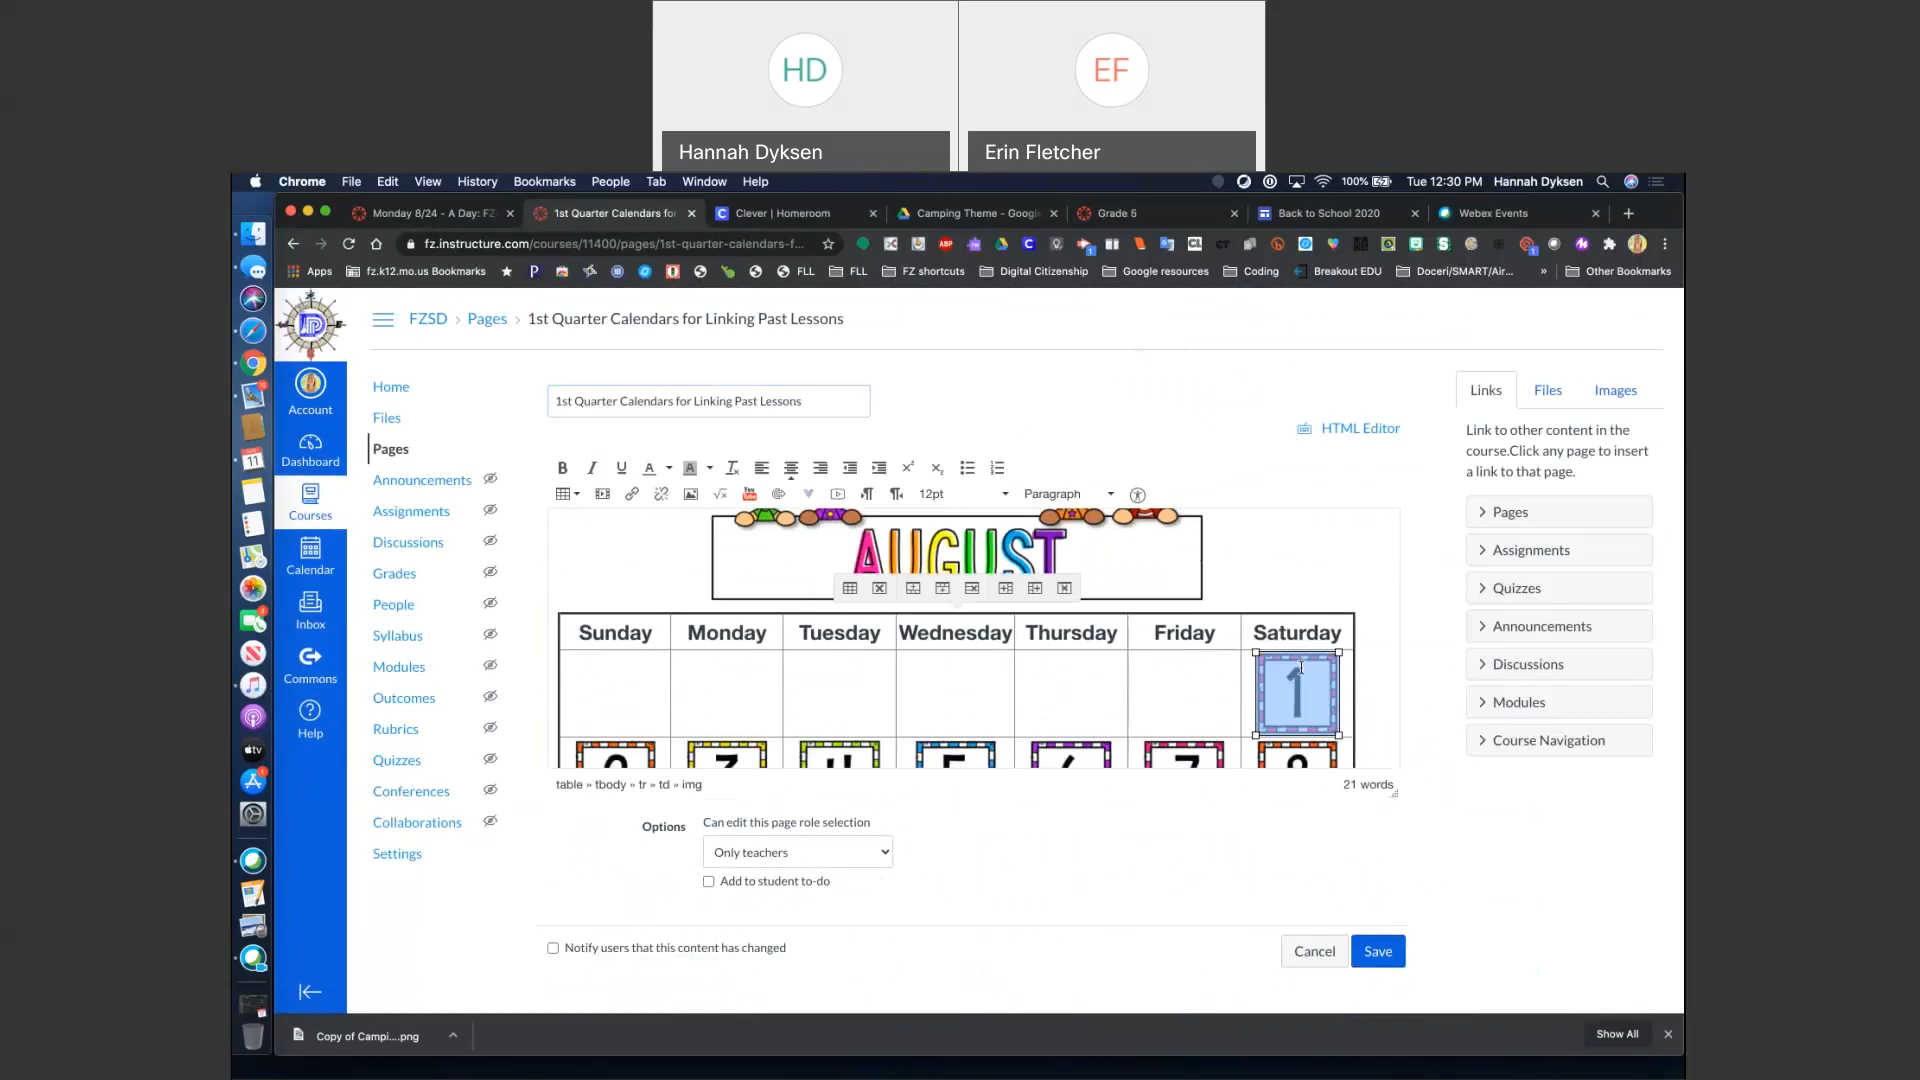 HD
EF
Hannah Dyksen
Erin Fletcher
Chrome File Edit View History Bookmarks People Tab Window Help
100% Tue 12:30 PM Hannah Dyksen
Monday 8/24 - A Day: FZ
1st Quarter Calendars for
Clever | Homeroom
Camping Theme - Google
Grade 5
Back to School 2020
Webex Events
fz.instructure.com/courses/11400/pages/1st-quarter-calendars-f...
Apps fz.k12.mo.us Bookmarks FLL FLL FZ shortcuts Digital Citizenship Google resources Coding Breakout EDU Doceri/SMART/Air... » Other Bookmarks
FZSD › Pages › 1st Quarter Calendars for Linking Past Lessons
Account
Dashboard
Courses
Calendar
Inbox
Commons
Help
Home
Files
Pages
Announcements
Assignments
Discussions
Grades
People
Syllabus
Modules
Outcomes
Rubrics
Quizzes
Conferences
Collaborations
Settings
1st Quarter Calendars for Linking Past Lessons
HTML Editor
12pt Paragraph
AUGUST
Sunday Monday Tuesday Wednesday Thursday Friday Saturday
1
table » tbody » tr » td » img
21 words
Options
Can edit this page role selection
Only teachers
Add to student to-do
Notify users that this content has changed
Cancel
Save
Links Files Images
Link to other content in the
course.Click any page to insert
a link to that page.
Pages
Assignments
Quizzes
Announcements
Discussions
Modules
Course Navigation
Copy of Campi....png
Show All